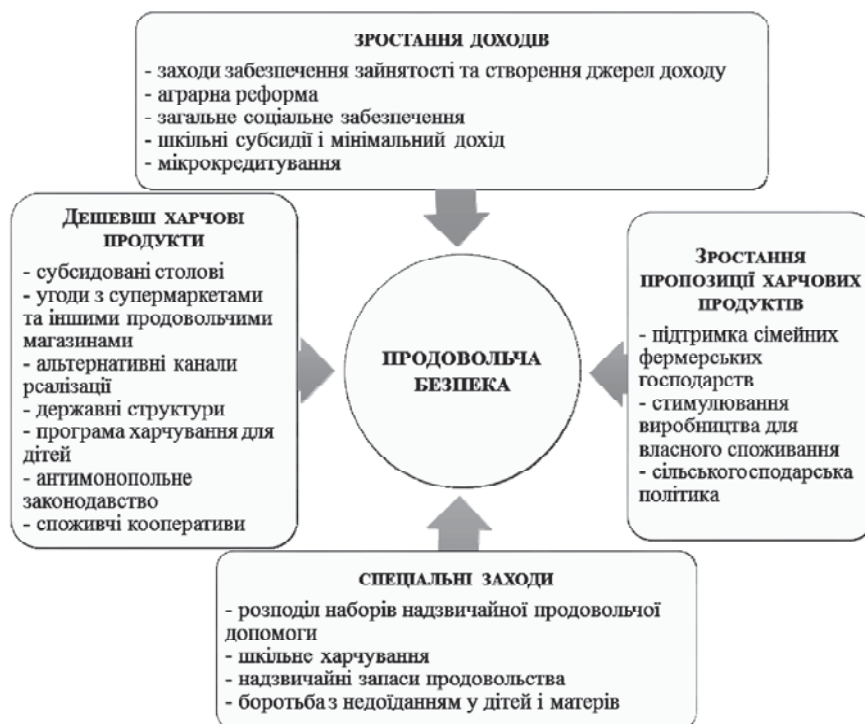 ЗРОСТАННЯ ДОХОДІВ
- заходи забезпечення зайнятості та створення джерел доходу
- аграрна реформа
- загальне соціальне забезпечення
- шкільні субсидії і мінімальний дохід
- мікрокредитування
ДЕШЕВШІ ХАРЧОВІ
ПРОДУКТИ
- субсидовані столові
- угоди з супермаркетами
та іншими продовольчими
магазинами
- альтернативні канали
реалізації
- державні структури
- програма харчування для
дітей
- антимонопольне
законодавство
- споживчі кооперативи
ПРОДОВОЛЬЧА
БЕЗПЕКА
ЗРОСТАННЯ
ПРОПОЗИЦІЇ ХАРЧОВИХ
ПРОДУКТІВ
- підтримка сімейних
фермерських
господарств
- стимулювання
виробництва для
власного споживання
- сільськогосподарська
політика
СПЕЦІАЛЬНІ ЗАХОДИ
- розподіл наборів надзвичайної продовольчої
допомоги
- шкільне харчування
- надзвичайні запаси продовольства
- боротьба з недоїданням у дітей і матерів